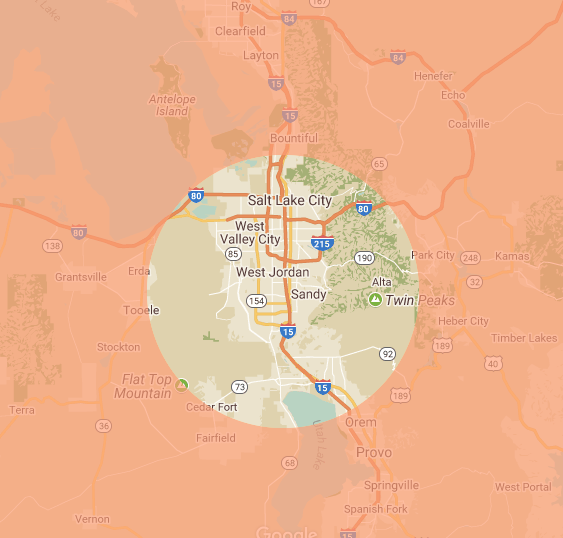 Lake
Roy
167
84
Clearfield
Layton
84
Henefer
15
Echo
Antelope
Island
15
Coalville
Bountiful
65
80
Salt Lake City
80
West
Valley City
138
80
215
85
190
Park City
248
Kamas
Erda
West Jordan
Grantsville
Alta
32
154
Sandy
Twin Peaks
Tooele
15
Heber City
Timber Lakes
Stockton
189
92
40
Flat Top
Mountain
73
15
189
Terra
Cedar Fort
Orem
36
Fairfield
Utah Lake
Provo
68
Springville
West Portal
Spanish Fork
Vernon
Google
15